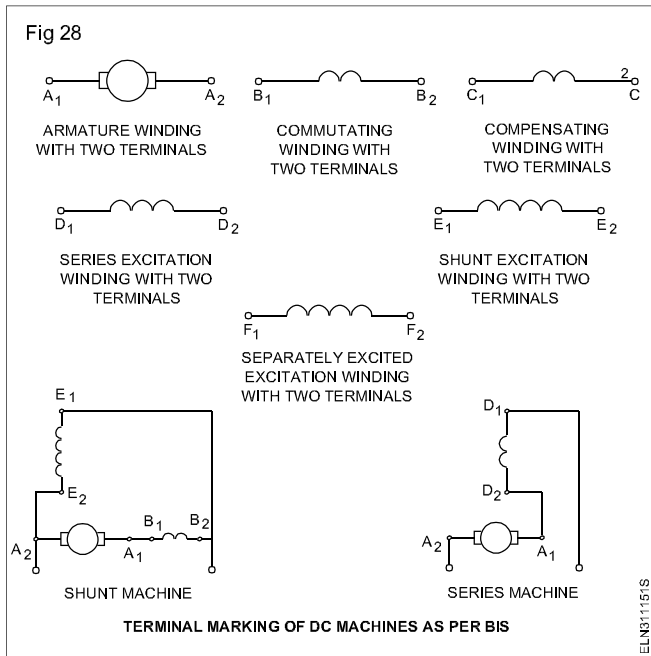 Fig 28
A1 A2 B1 B2 C1 2 C
ARMATURE WINDING
WITH TWO TERMINALS
COMMUTATING
WINDING WITH
TWO TERMINALS
COMPENSATING
WINDING WITH
TWO TERMINALS
D1 D2 E1 E2
SERIES EXCITATION
WINDING WITH TWO
TERMINALS
SHUNT EXCITATION
WINDING WITH TWO
TERMINALS
F1 F2
SEPARATELY EXCITED
EXCITATION WINDING
WITH TWO TERMINALS
E1
E2
A2 A1 B1 B2
SHUNT MACHINE
D1
D2
A2 A1
SERIES MACHINE
TERMINAL MARKING OF DC MACHINES AS PER BIS
ELN311151S